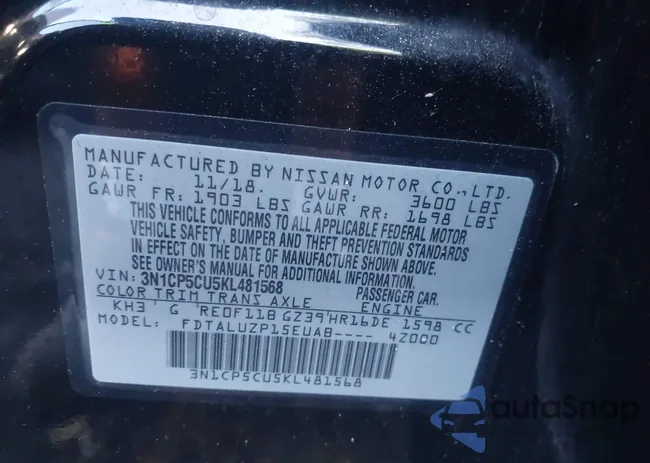 MANUFACTURED BY NISSAN MOTOR CO., LTD.
DATE: 11/18. GVWR: 3600 LBS
GAWR FR: 1903 LBS GAWR RR: 1698 LBS
THIS VEHICLE CONFORMS TO ALL APPLICABLE FEDERAL MOTOR
VEHICLE SAFETY, BUMPER AND THEFT PREVENTION STANDARDS
IN EFFECT ON THE DATE OF MANUFACTURE SHOWN ABOVE.
SEE OWNER'S MANUAL FOR ADDITIONAL INFORMATION
VIN: 3N1CP5CU5KL481568 PASSENGER CAR.
COLOR TRIM TRANS AXLE ENGINE
KH3 G RE0F11B GZ39 HR16DE 1598 CC
MODEL: FDTALUZP15EUAB---- 4Z000
3N1CP5CU5KL481568
autoSnap